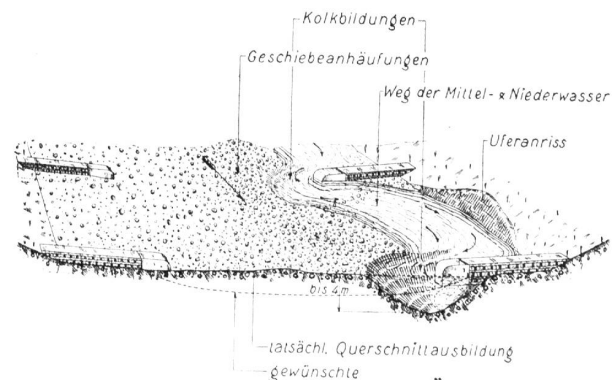 Kolkbildungen
Geschiebeanhäufungen
Weg der Mittel- & Niederwasser
Uferanriss
bis 4m
tatsächl. Querschnittausbildung
gewünschte